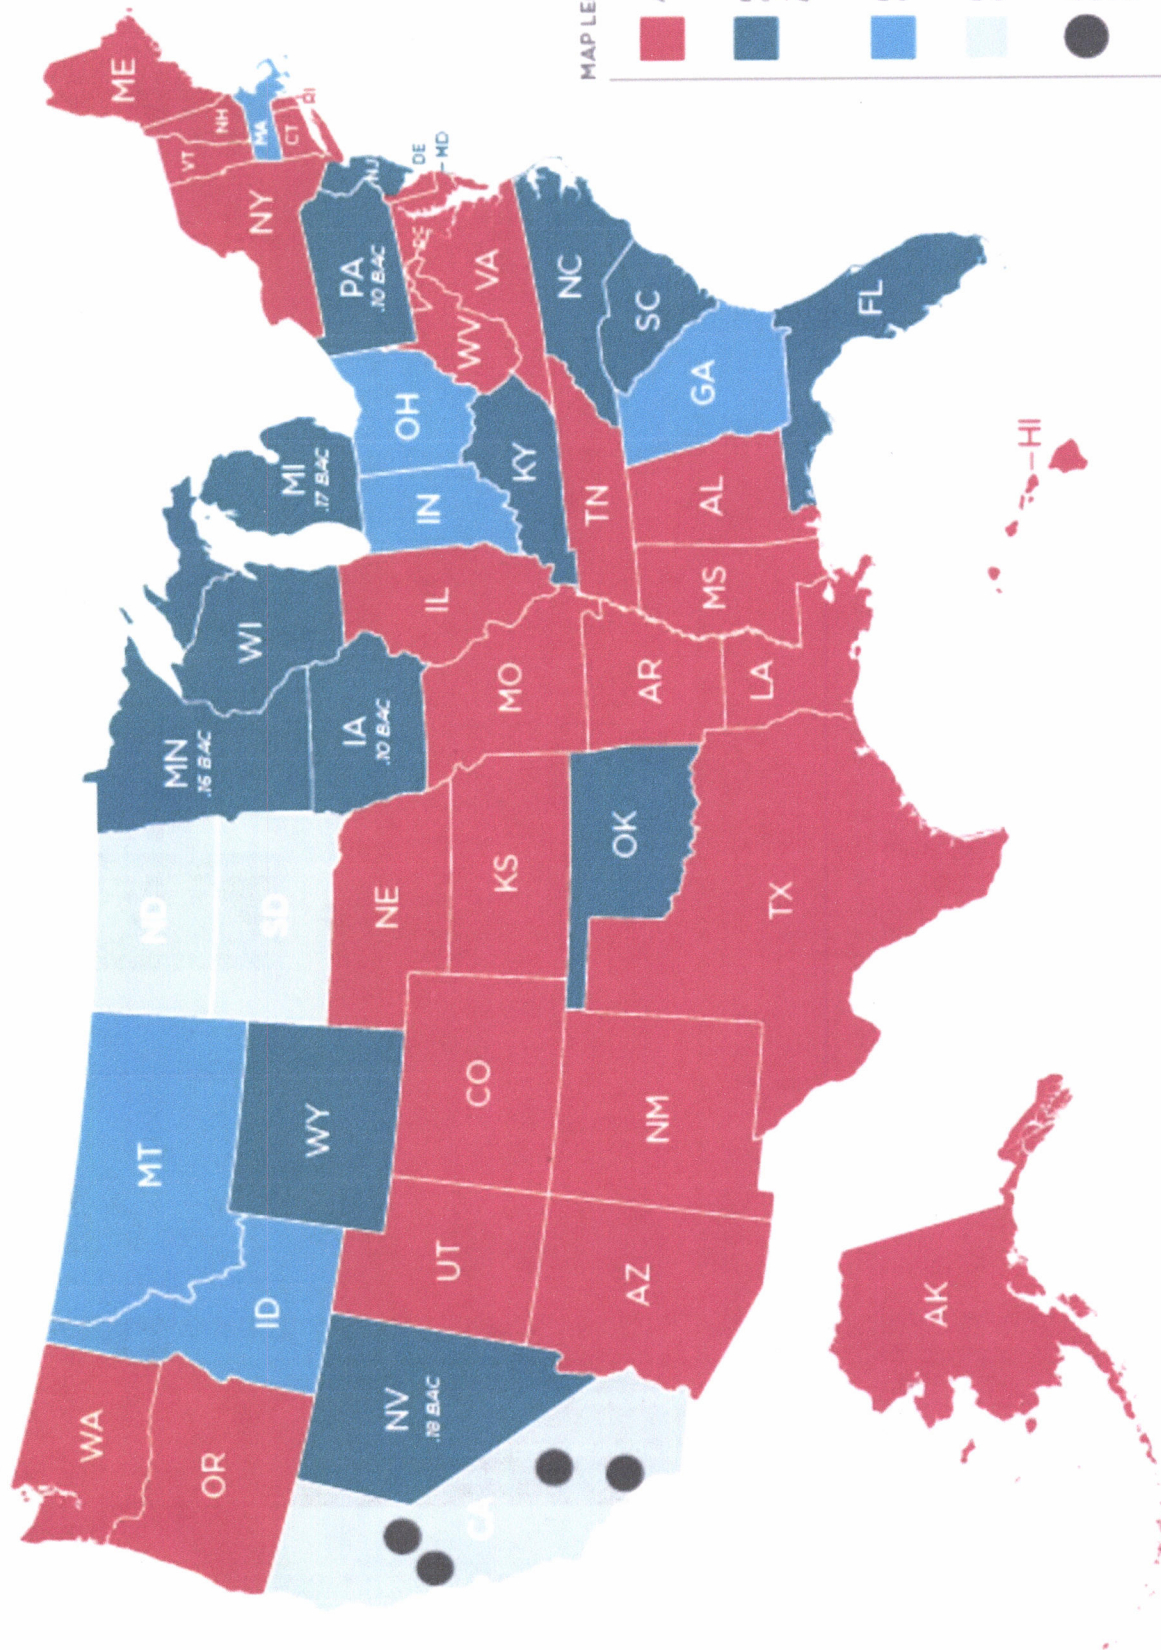 WA
OR
CA
NV
.18 BAC
ID
MT
WY
UT
AZ
CO
NM
ND
SD
NE
KS
OK
TX
MN
.16 BAC
IA
.10 BAC
MO
AR
LA
WI
IL
MS
MI
.17 BAC
IN
OH
KY
TN
AL
GA
FL
SC
NC
VA
WV
PA
.10 BAC
NY
VT
NH
ME
MA
CT
RI
NJ
DE
MD
AK
HI
MAP LE